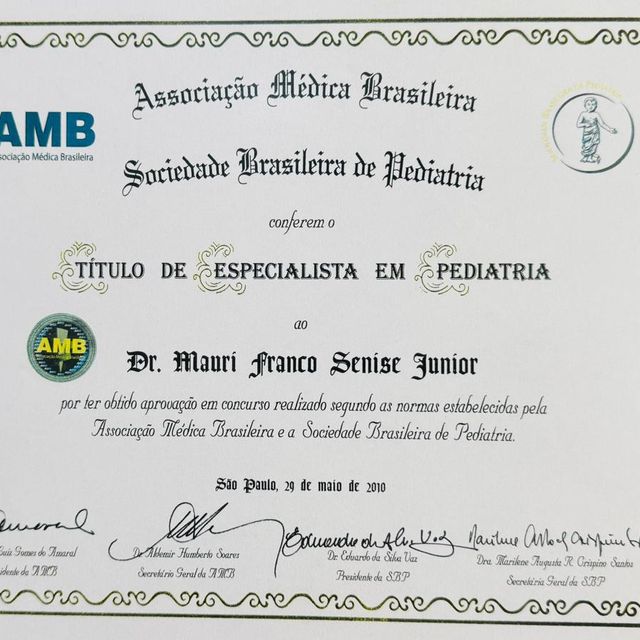 Associação Médica Brasileira
AMB
Associação Médica Brasileira
Sociedade Brasileira de Pediatria
conferem o
TÍTULO DE ESPECIALISTA EM PEDIATRIA
ao
AMB
Dr. Mauri Franco Senise Junior
por ter obtido aprovação em concurso realizado segundo as normas estabelecidas pela
Associação Médica Brasileira e a Sociedade Brasileira de Pediatria.
São Paulo, 29 de maio de 2010
Luiz Gomes do Amaral
Dr. Aldemir Humberto Soares
Dr. Eduardo da Silva Vaz
Dra. Marilene Augusta R. Crispino Santos
sidente da AMB
Secretário Geral da AMB
Presidente da SBP
Secretária Geral da SBP